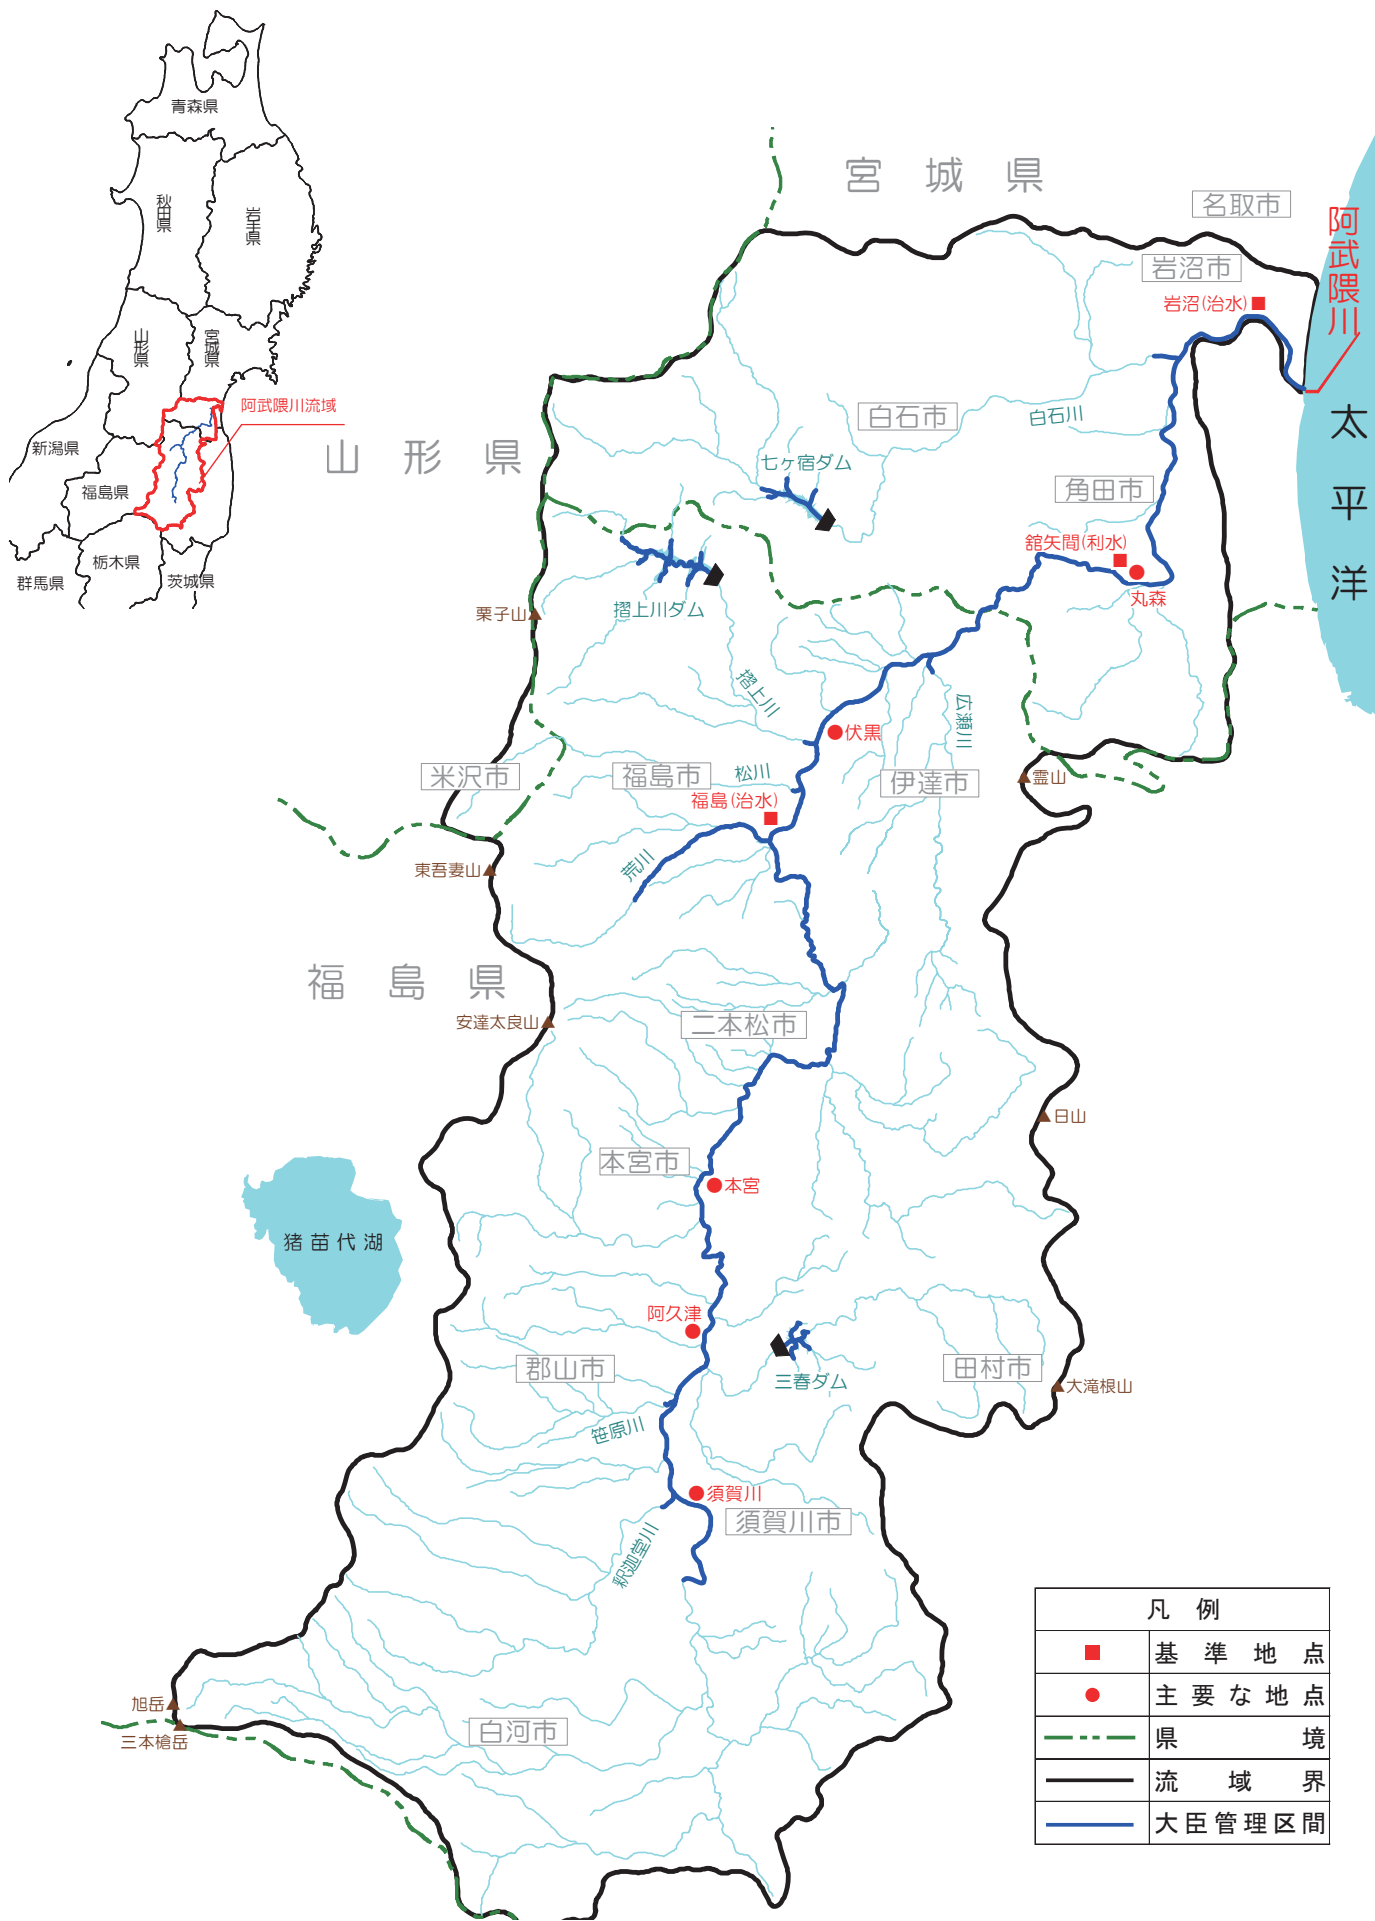 青森県
秋田県
岩手県
山形県
宮城県
阿武隈川流域
新潟県
福島県
栃木県
群馬県
茨城県
宮城県
名取市
岩沼市
岩沼(治水)
阿武隈川
太平洋
白石市
白石川
山形県
七ヶ宿ダム
角田市
舘矢間(利水)
丸森
栗子山
摺上川ダム
摺上川
広瀬川
伏黒
米沢市
福島市
松川
伊達市
霊山
福島(治水)
荒川
東吾妻山
福島県
安達太良山
二本松市
日山
本宮市
本宮
猪苗代湖
阿久津
郡山市
三春ダム
田村市
大滝根山
笹原川
須賀川
須賀川市
釈迦堂川
旭岳
三本槍岳
白河市
凡例
基準地点
主要な地点
県境
流域界
大臣管理区間